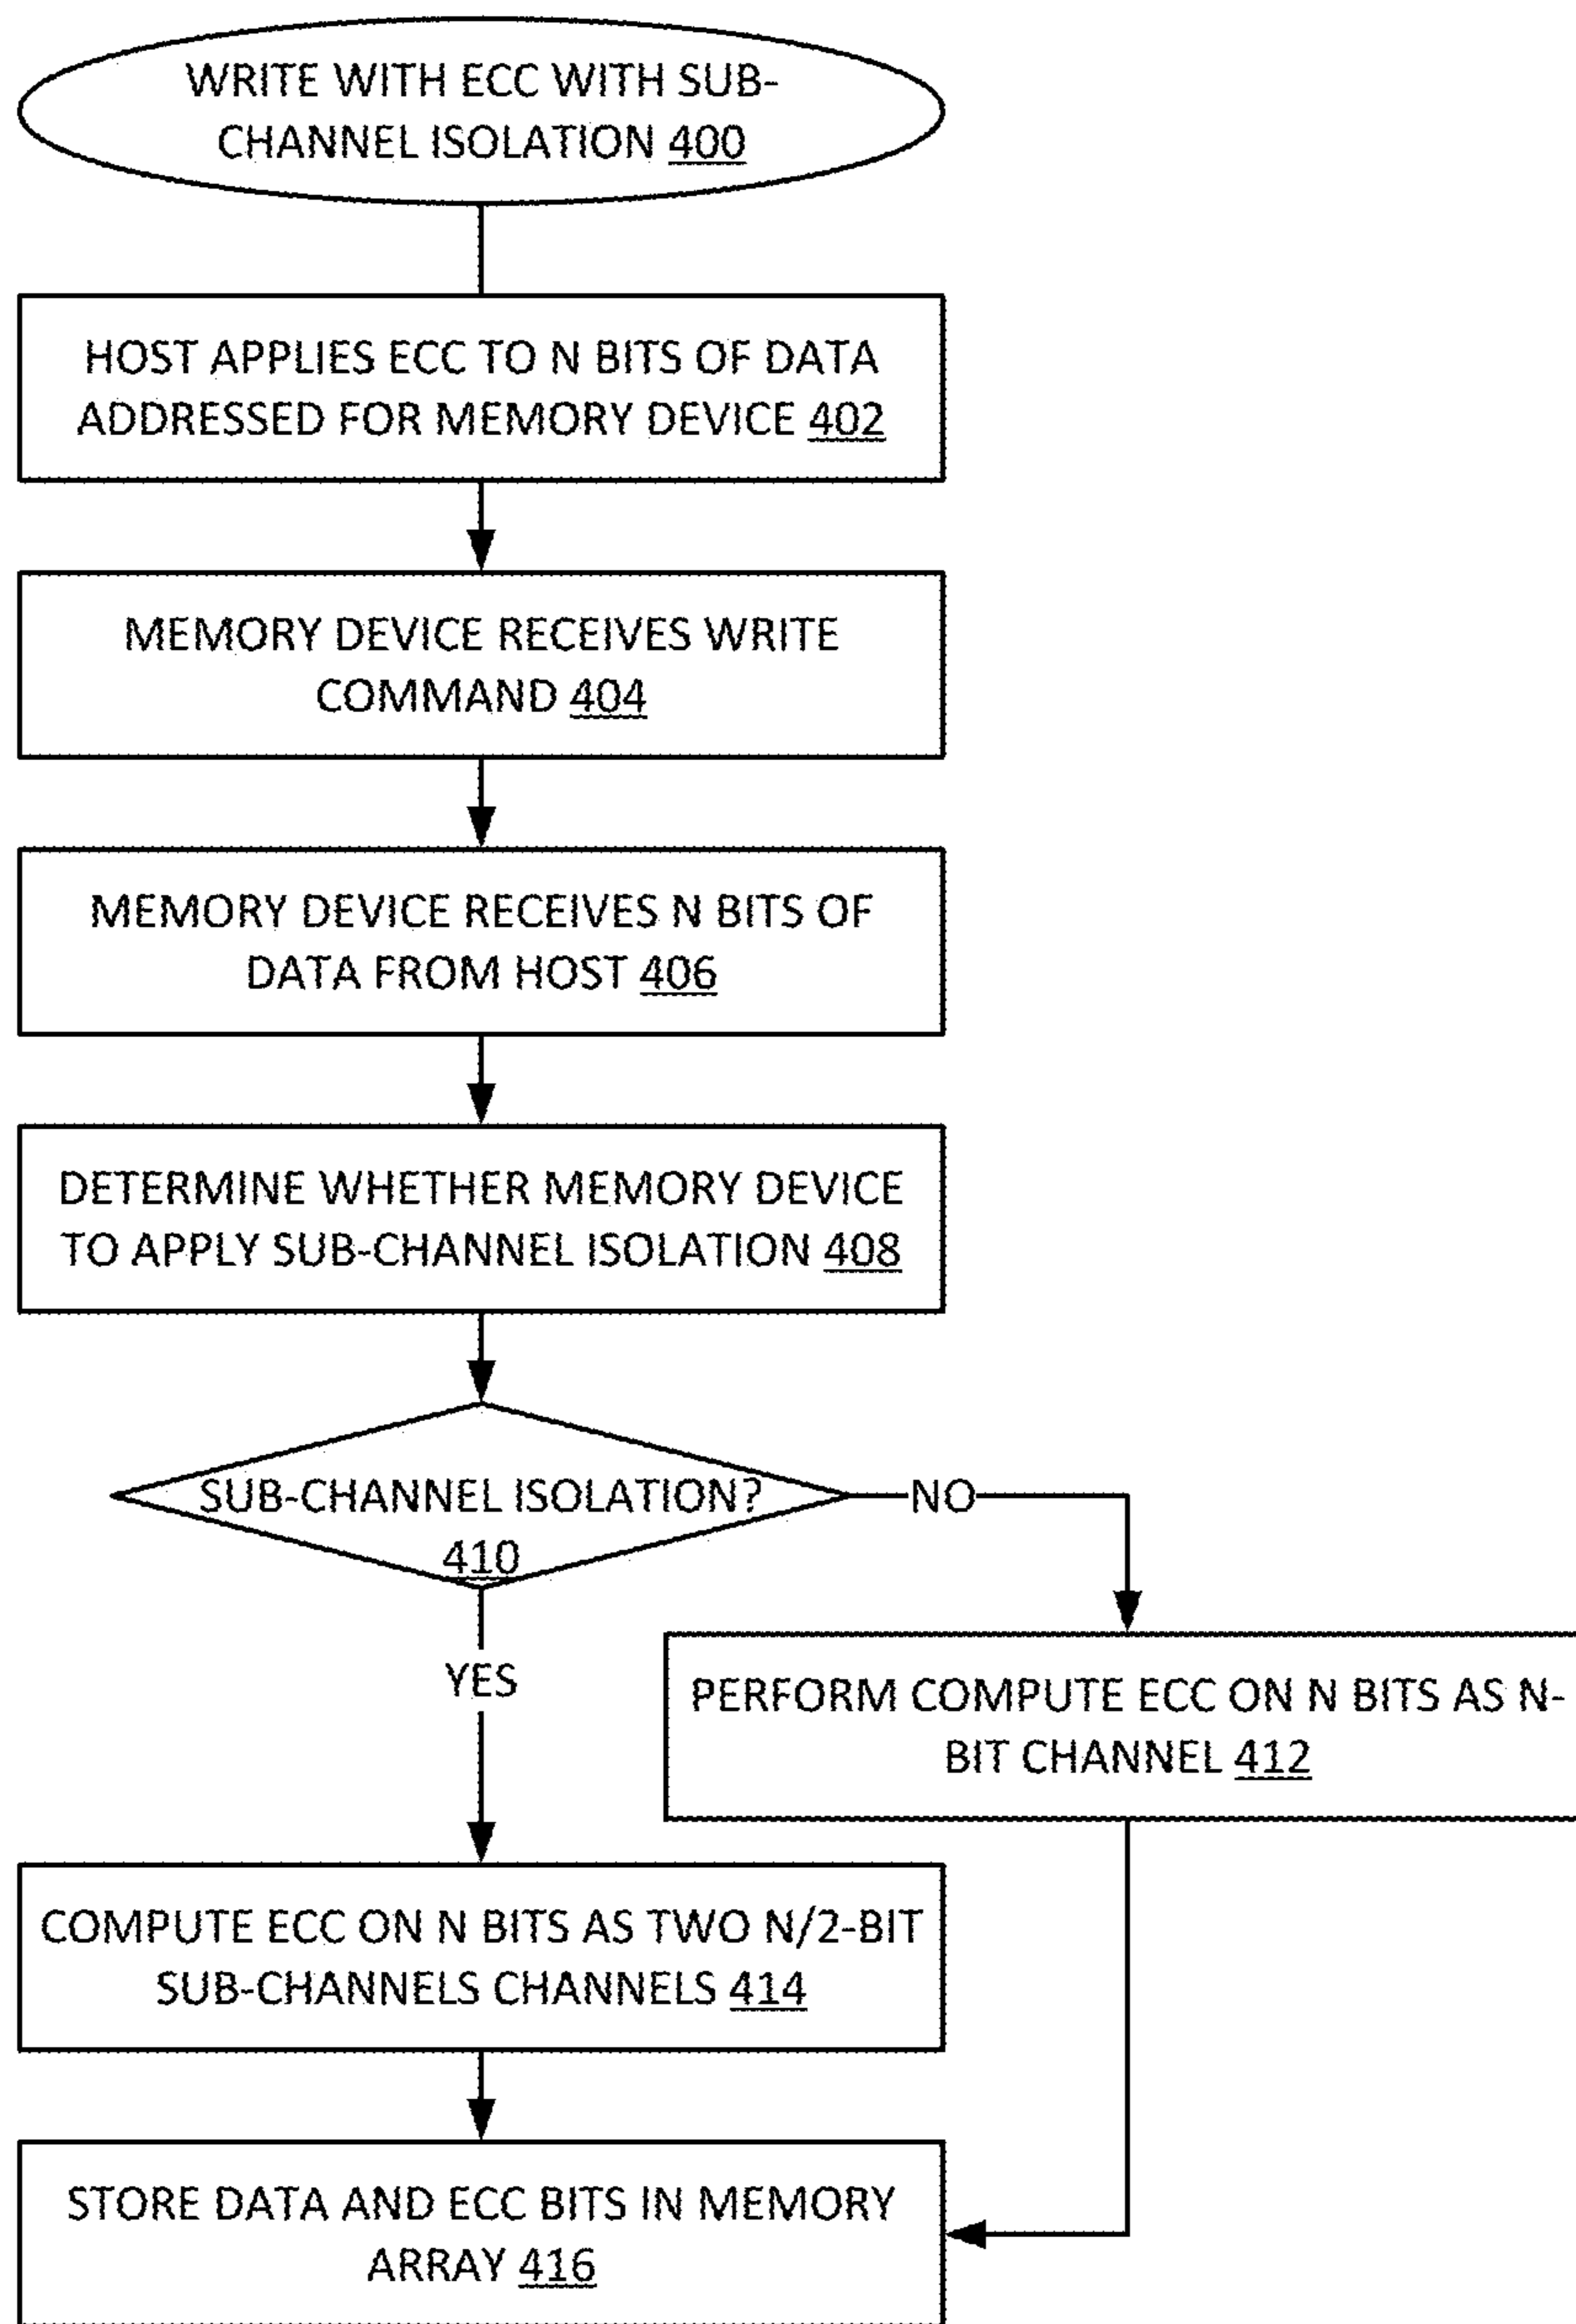 WRITE WITH ECC WITH SUB-
CHANNEL ISOLATION 400
HOST APPLIES ECC TO N BITS OF DATA
ADDRESSED FOR MEMORY DEVICE 402
MEMORY DEVICE RECEIVES WRITE
COMMAND 404
MEMORY DEVICE RECEIVES N BITS OF
DATA FROM HOST 406
DETERMINE WHETHER MEMORY DEVICE
TO APPLY SUB-CHANNEL ISOLATION 408
SUB-CHANNEL ISOLATION?
410
NO
YES
PERFORM COMPUTE ECC ON N BITS AS N-
BIT CHANNEL 412
COMPUTE ECC ON N BITS AS TWO N/2-BIT
SUB-CHANNELS CHANNELS 414
STORE DATA AND ECC BITS IN MEMORY
ARRAY 416